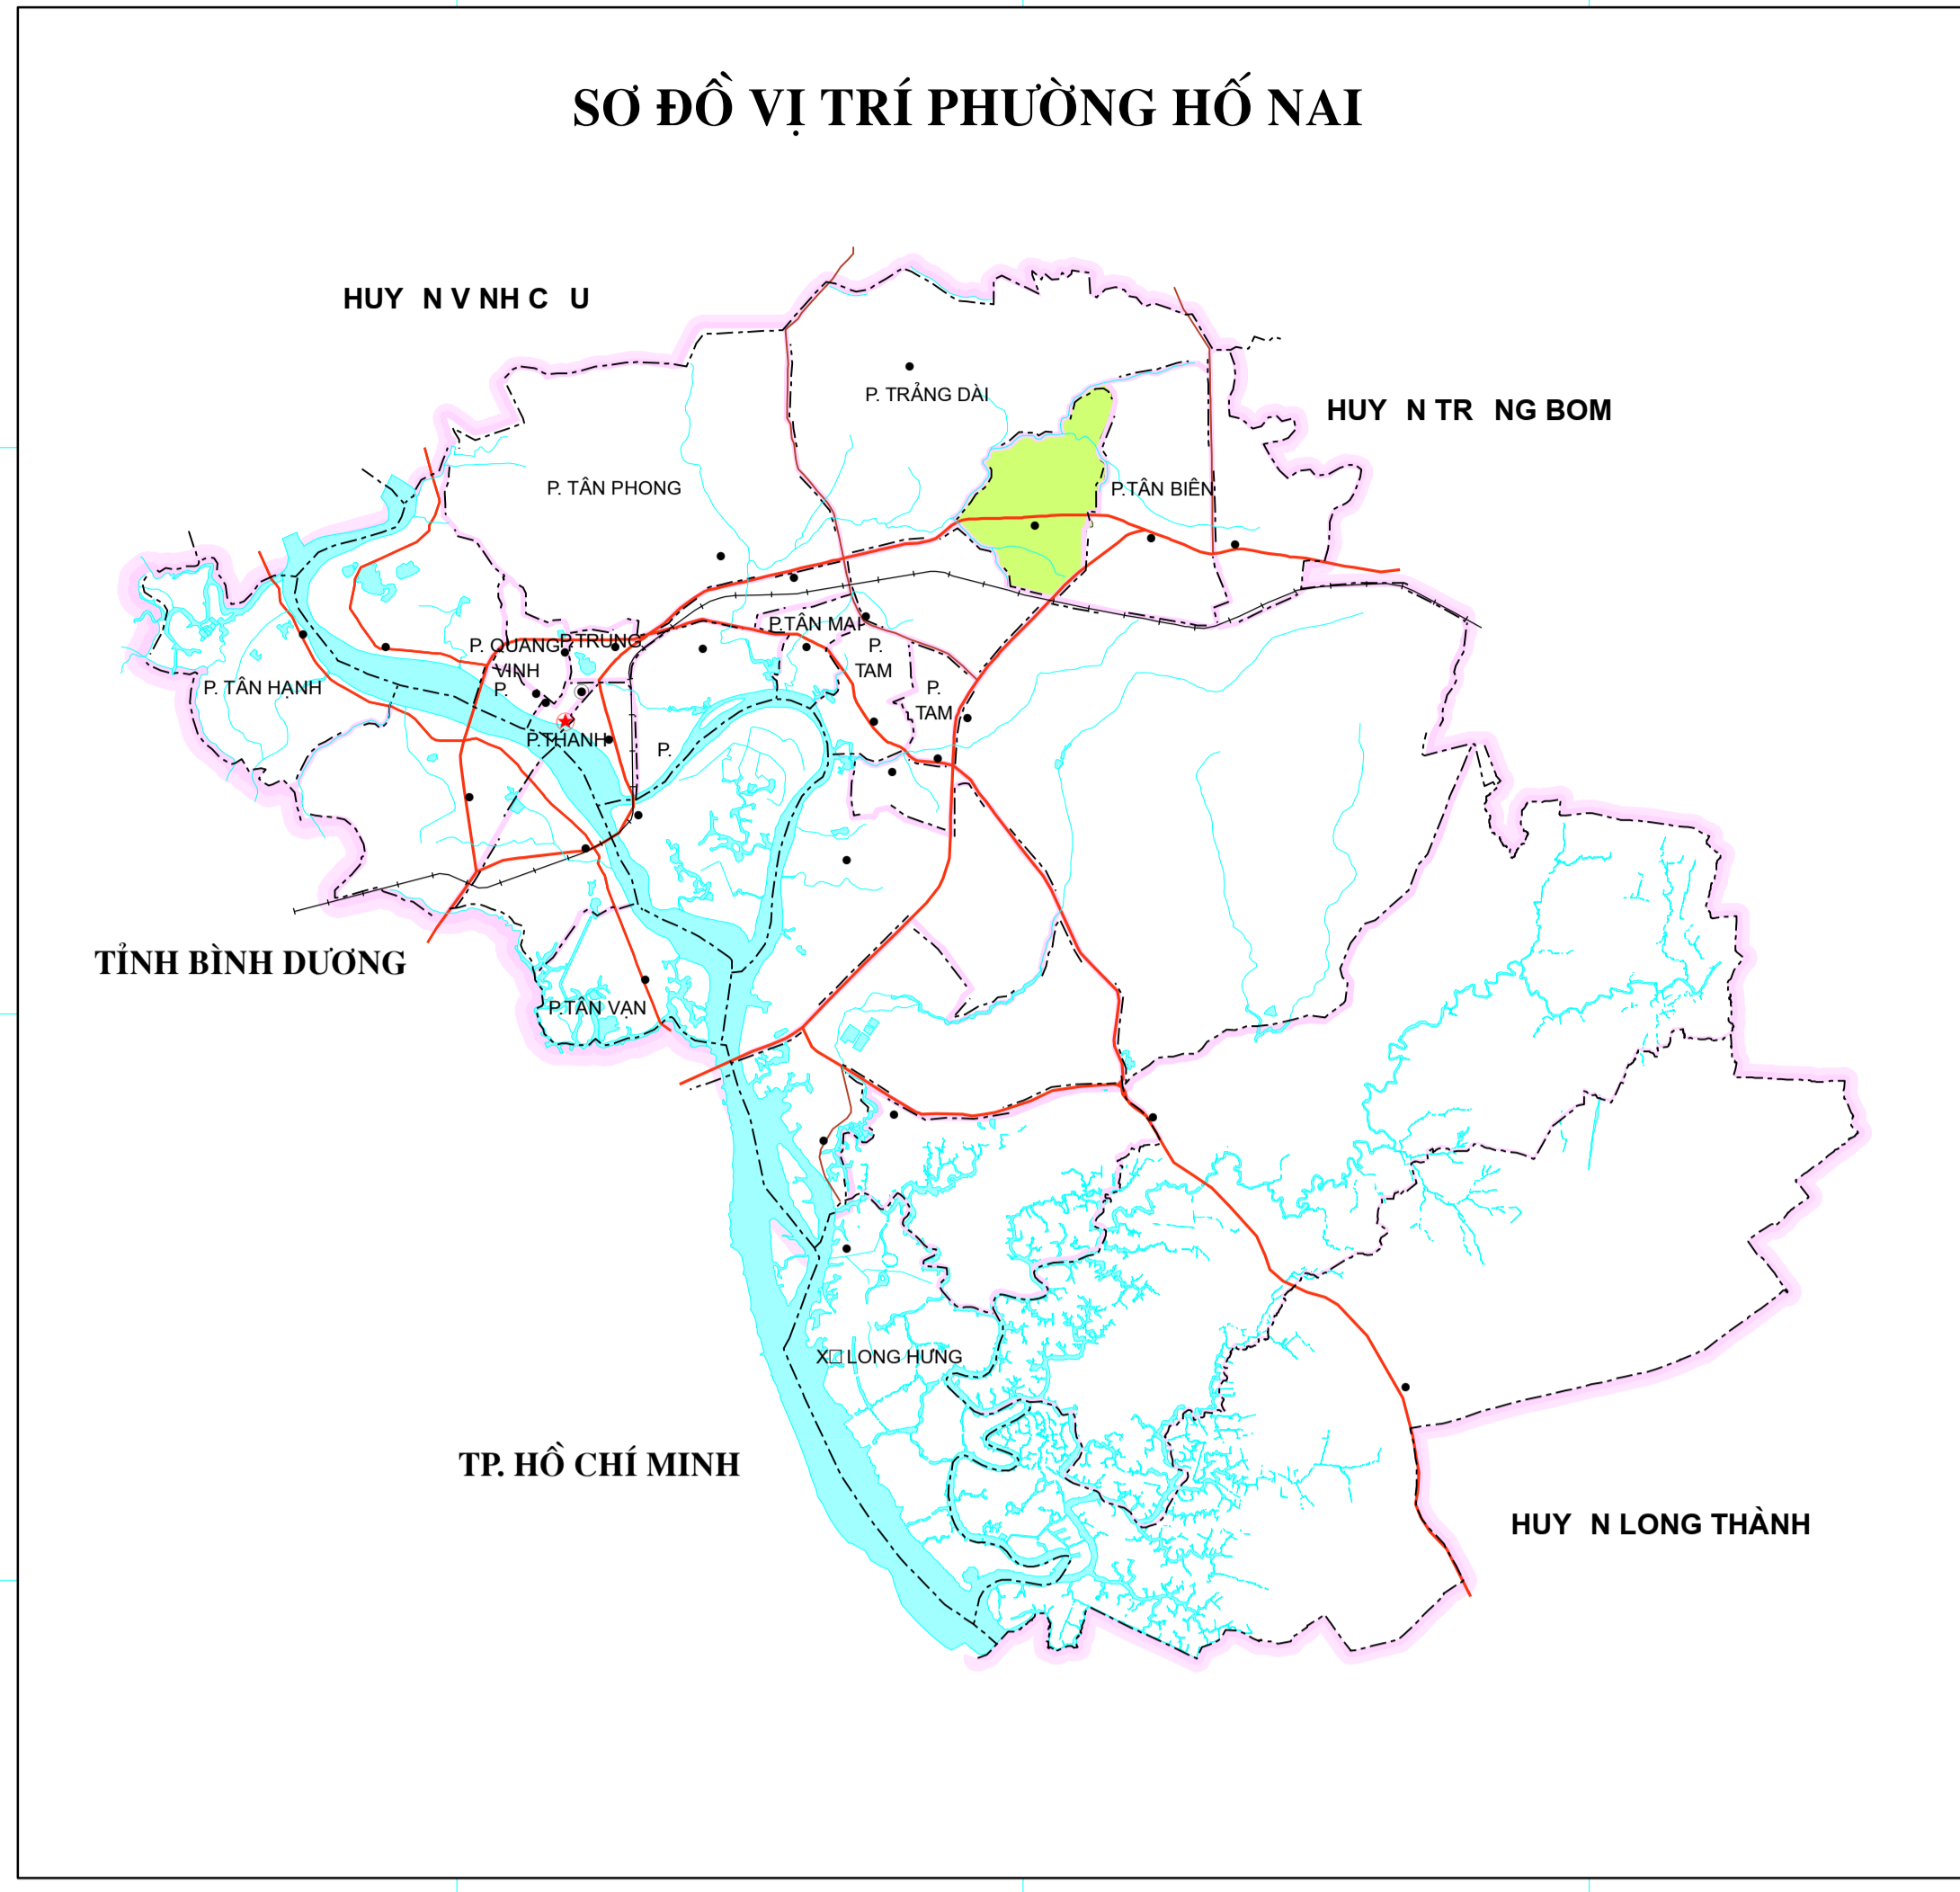 SƠ ĐỒ VỊ TRÍ PHƯỜNG HỐ NAI
HUY N V NH C U
P. TRẢNG DÀI
HUY N TR NG BOM
P. TÂN PHONG
P.TÂN BIÊN
P.TÂN MAI
P. QUANG
VINH
P.TRUNG
P.
TAM
P. TÂN HẠNH
P.
P.
TAM
P.THANH
P.
TỈNH BÌNH DƯƠNG
P.TÂN VẠN
X□ LONG HƯNG
TP. HỒ CHÍ MINH
HUY N LONG THÀNH